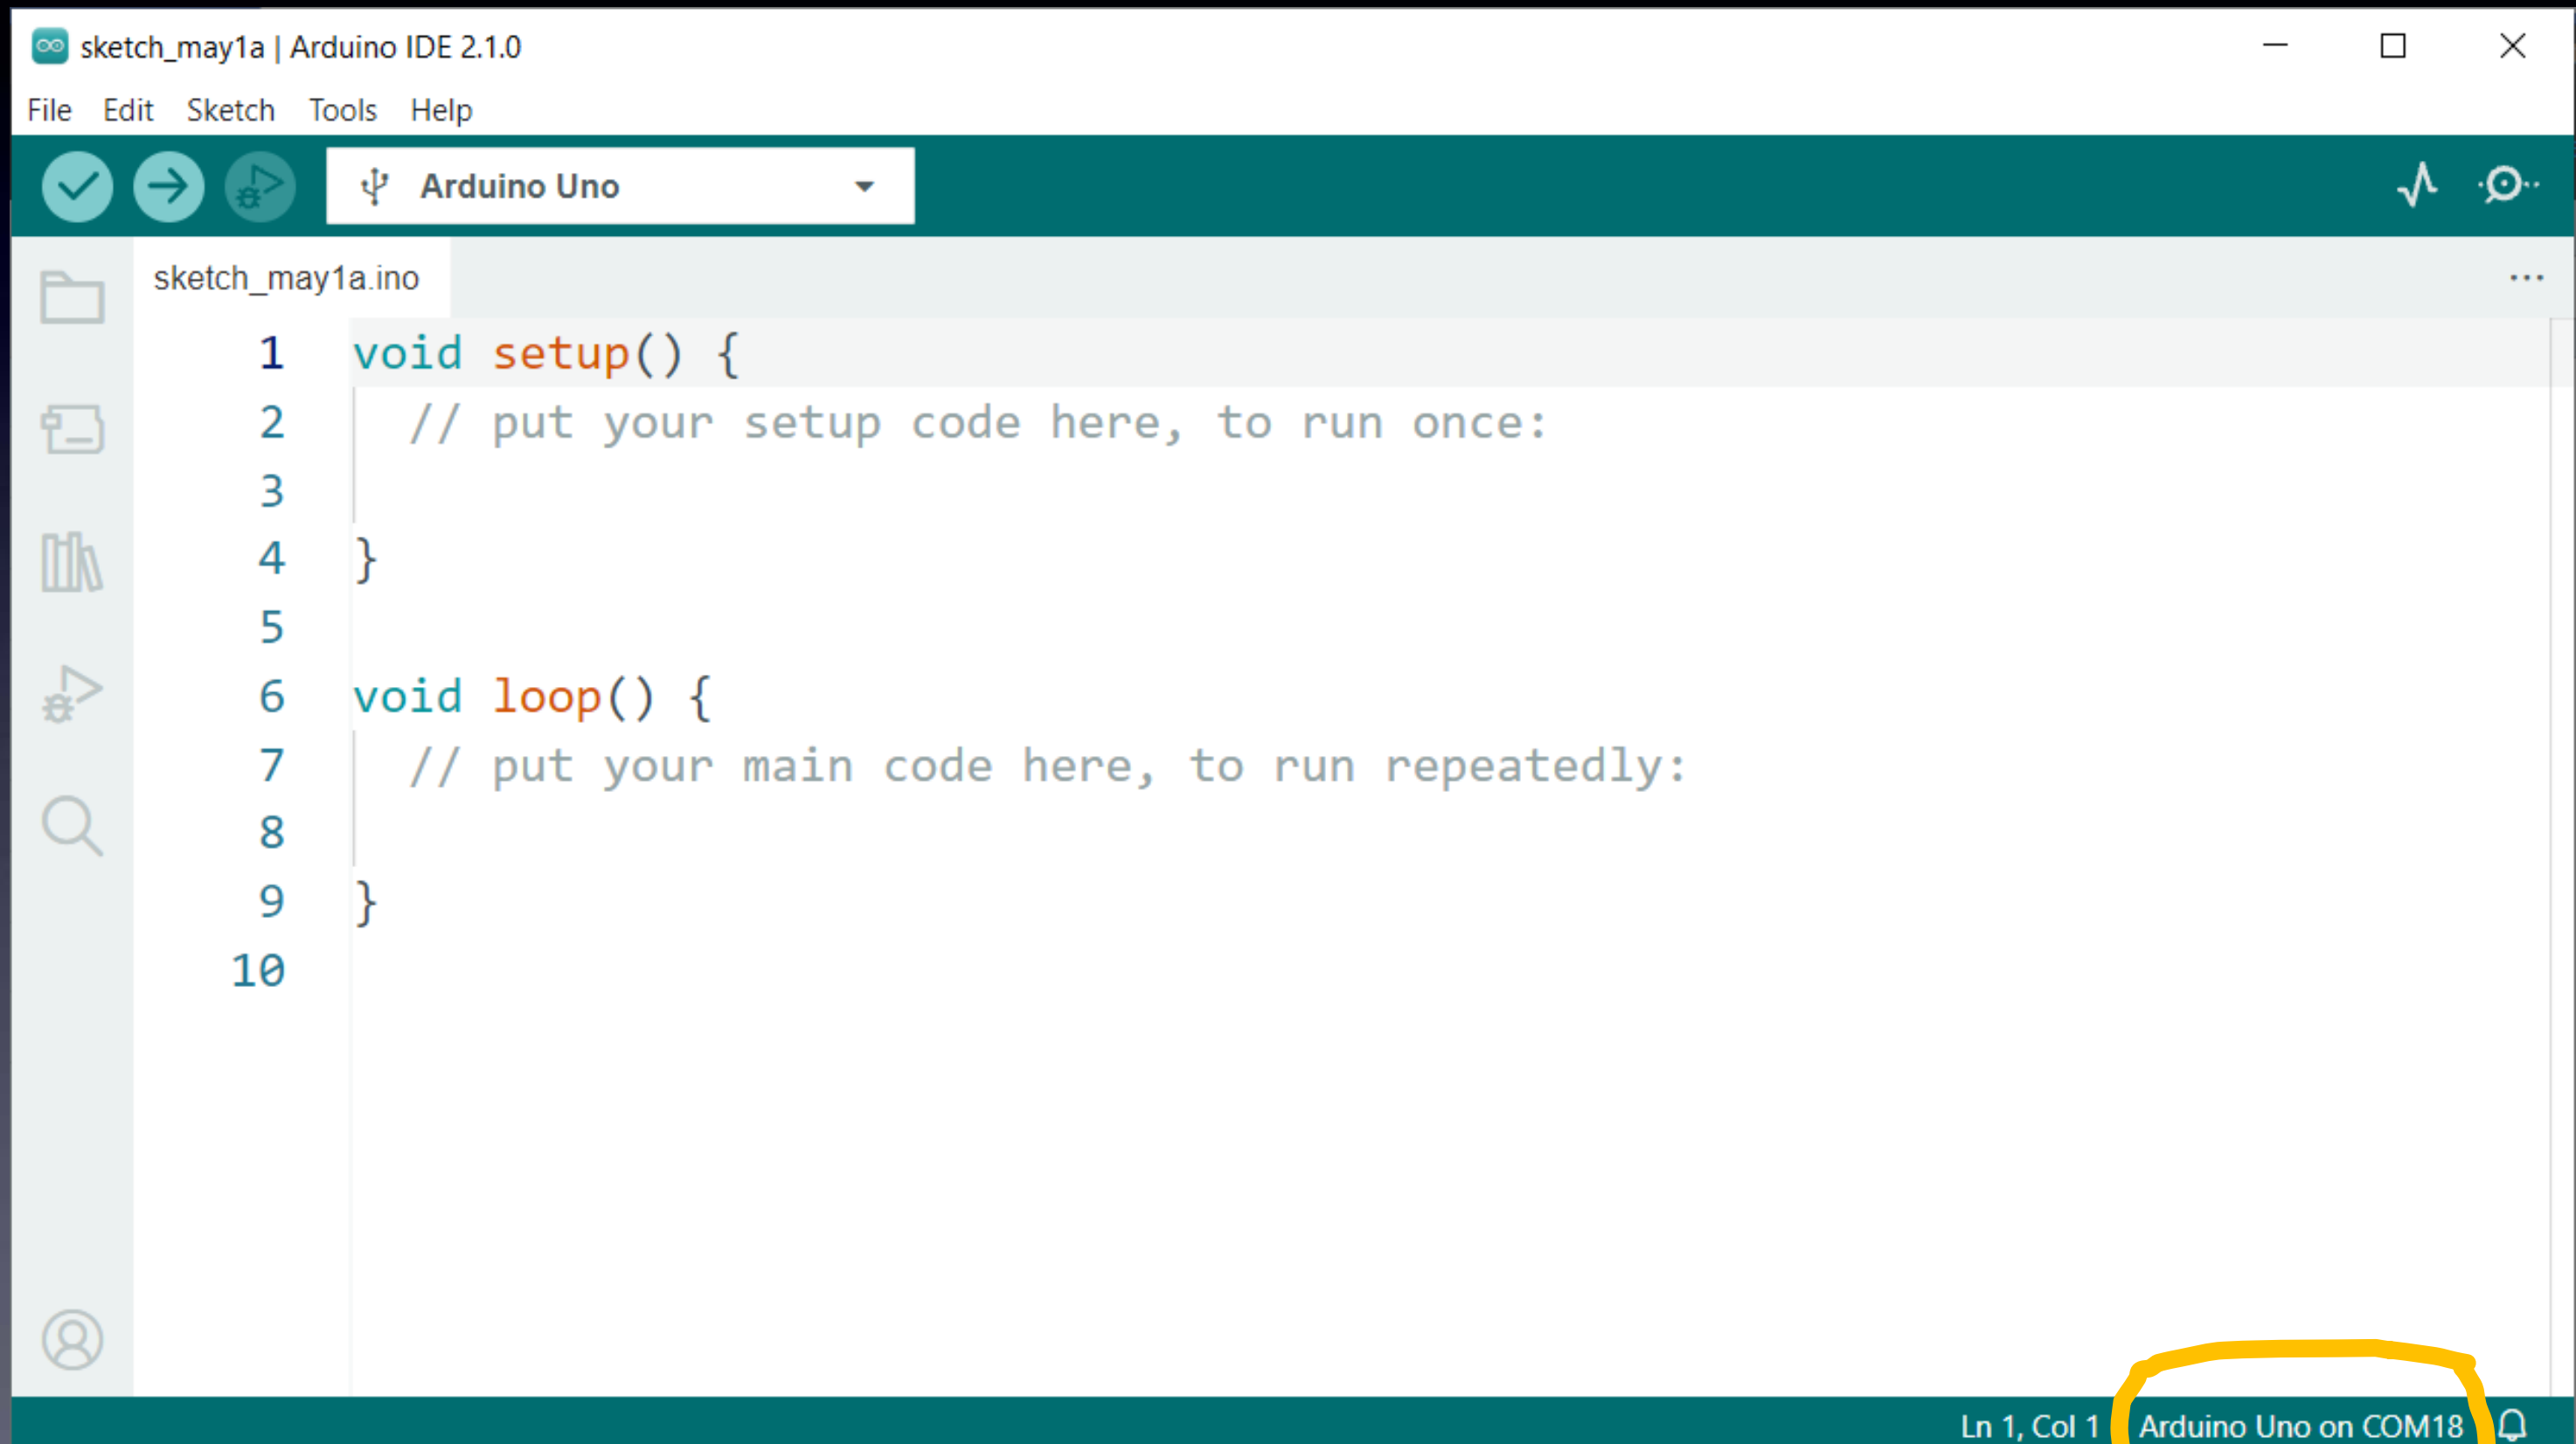 sketch_may1a | Arduino IDE 2.1.0
File Edit Sketch Tools Help
Arduino Uno
sketch_may1a.ino
1 void setup() {
2 // put your setup code here, to run once:
3
4 }
5
6 void loop() {
7 // put your main code here, to run repeatedly:
8
9 }
10
Ln 1, Col 1 Arduino Uno on COM18